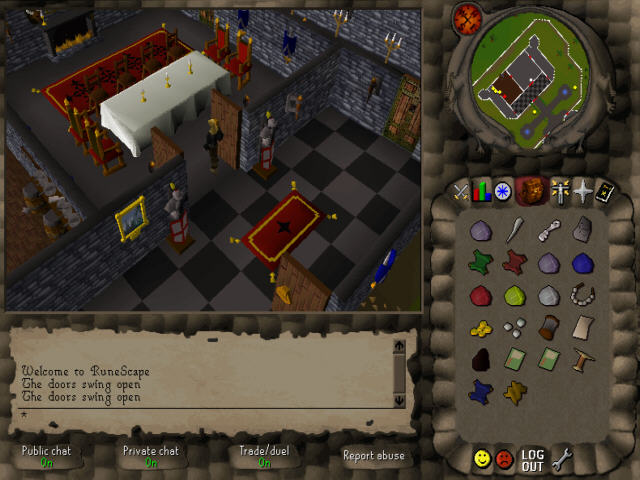 Welcome to RuneScape
The doors swing open
The doors swing open
*
Public chat
On
Private chat
On
Trade/duel
On
Report abuse
LOG
OUT